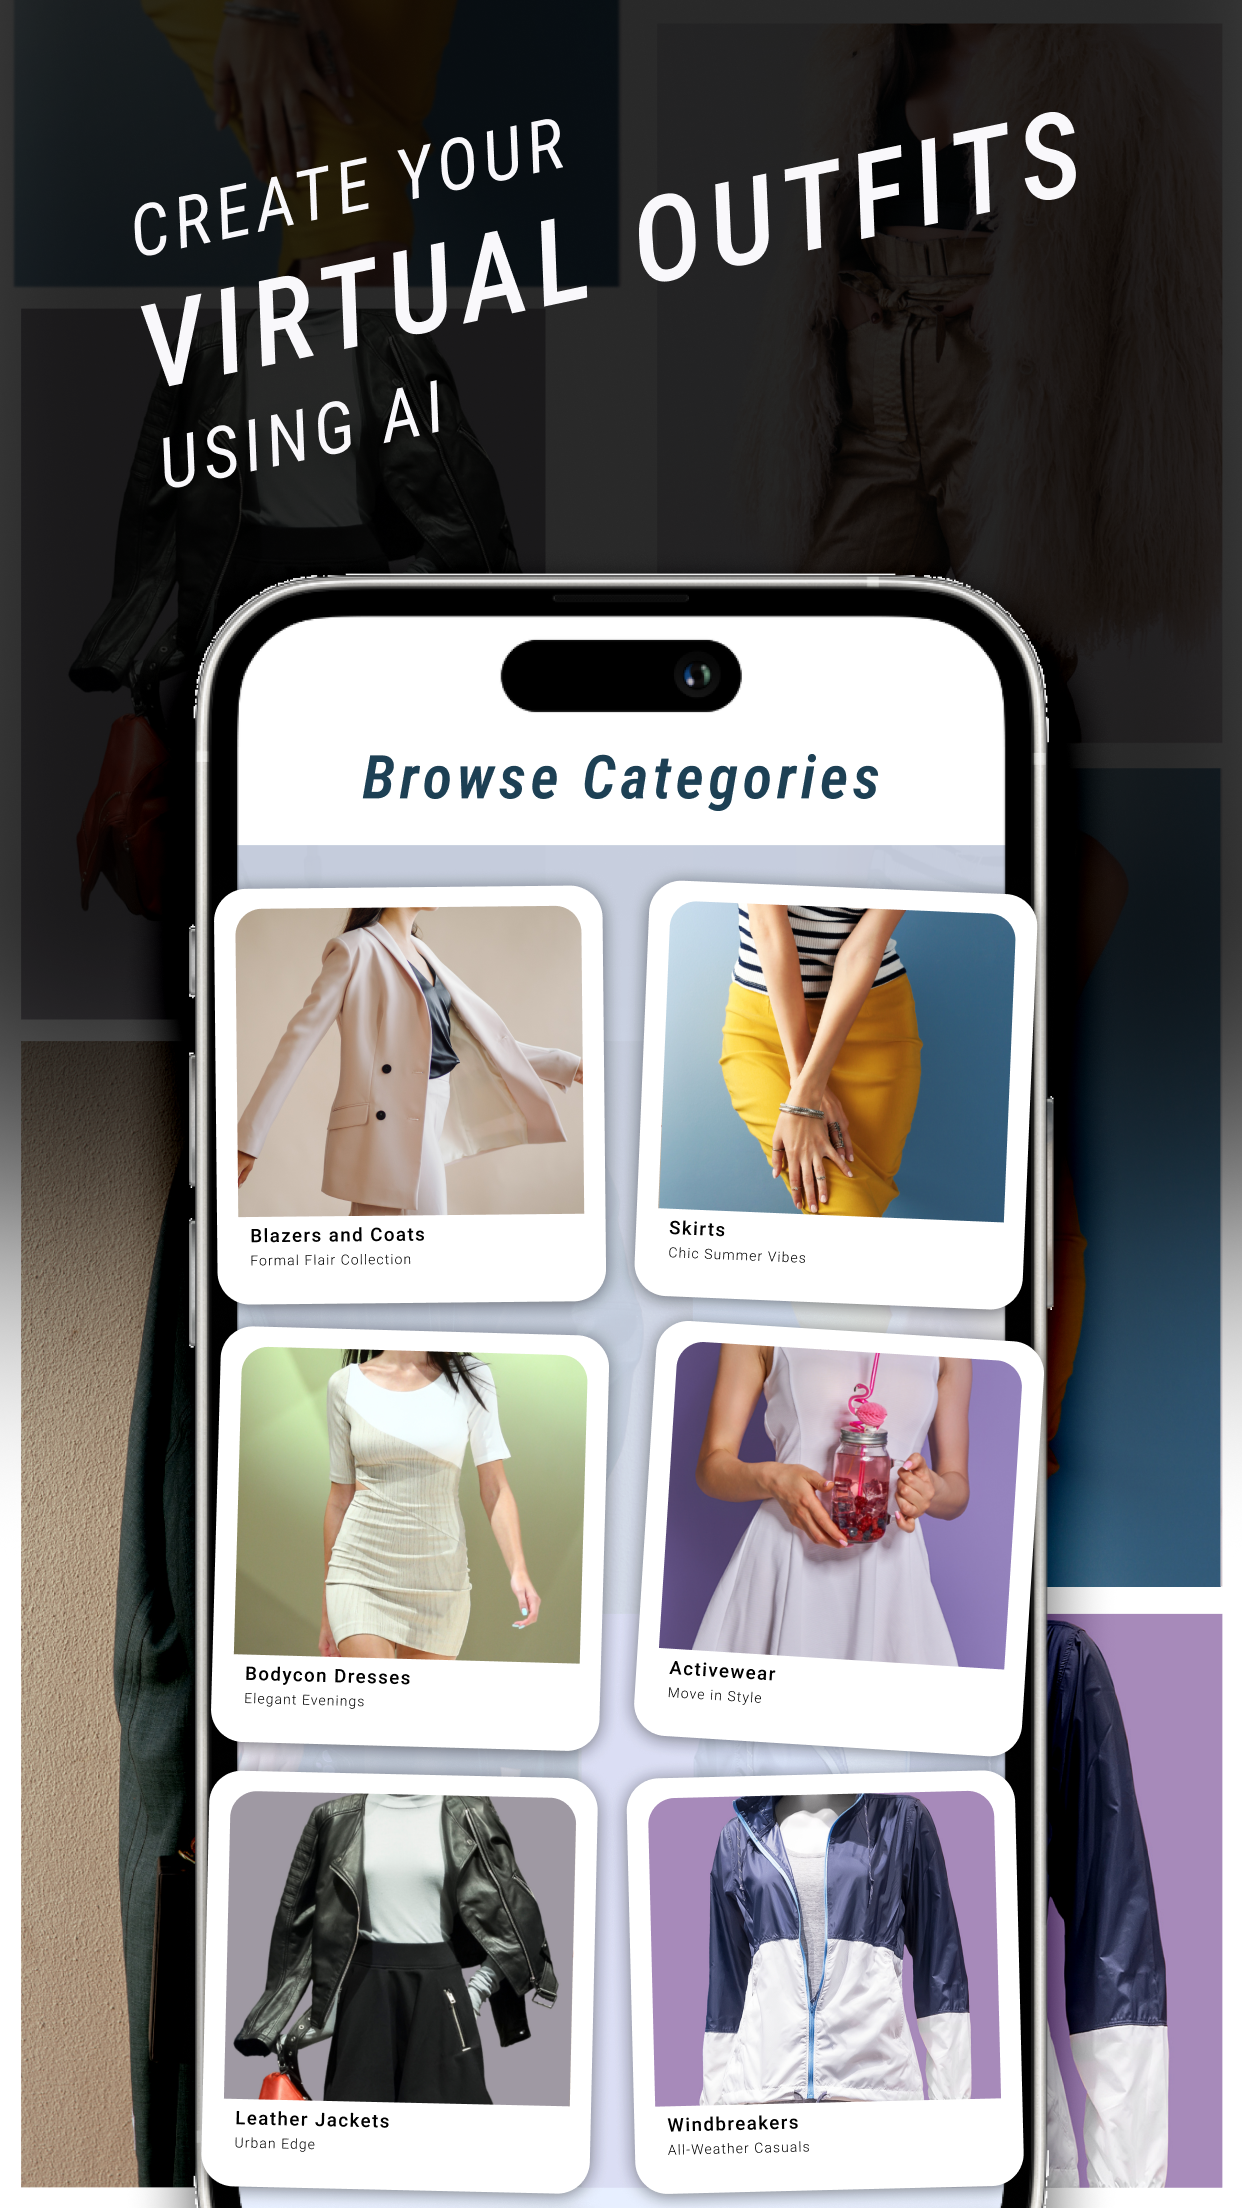 CREATE YOUR
VIRTUAL OUTFITS
USING AI
Browse Categories
Blazers and Coats
Formal Flair Collection
Skirts
Chic Summer Vibes
Bodycon Dresses
Elegant Evenings
Activewear
Move in Style
Leather Jackets
Urban Edge
Windbreakers
All-Weather Casuals